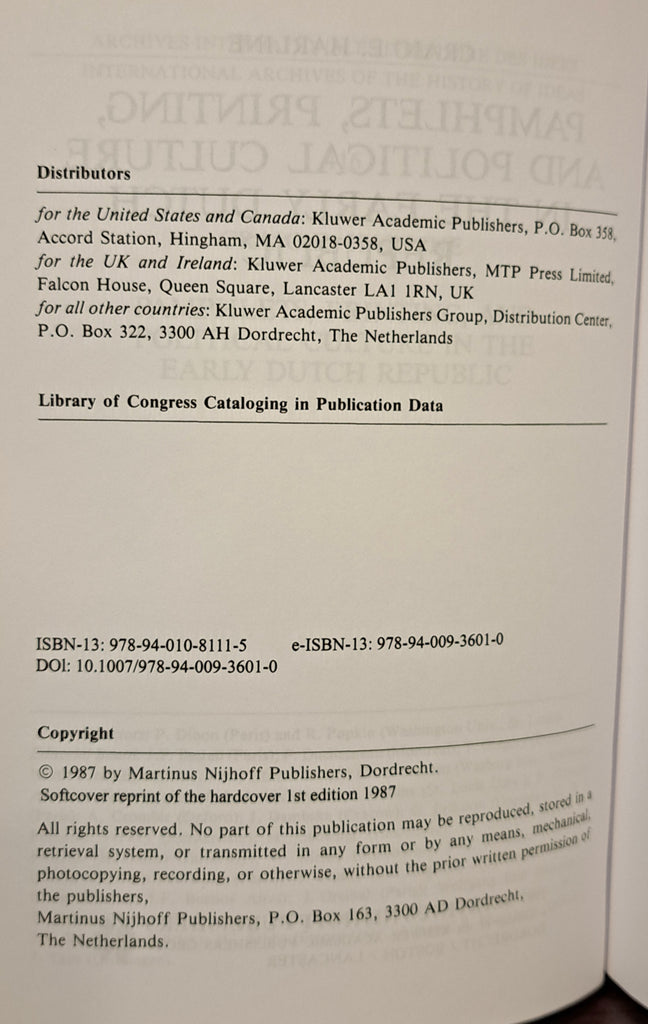 Distributors
for the United States and Canada: Kluwer Academic Publishers, P.O. Box 358,
Accord Station, Hingham, MA 02018-0358, USA
for the UK and Ireland: Kluwer Academic Publishers, MTP Press Limited,
Falcon House, Queen Square, Lancaster LA1 1RN, UK
for all other countries: Kluwer Academic Publishers Group, Distribution Center,
P.O. Box 322, 3300 AH Dordrecht, The Netherlands
Library of Congress Cataloging in Publication Data
ISBN-13: 978-94-010-8111-5 e-ISBN-13: 978-94-009-3601-0
DOI: 10.1007/978-94-009-3601-0
Copyright
© 1987 by Martinus Nijhoff Publishers, Dordrecht.
Softcover reprint of the hardcover 1st edition 1987
All rights reserved. No part of this publication may be reproduced, stored in a
retrieval system, or transmitted in any form or by any means, mechanical,
photocopying, recording, or otherwise, without the prior written permission of
the publishers,
Martinus Nijhoff Publishers, P.O. Box 163, 3300 AD Dordrecht,
The Netherlands.